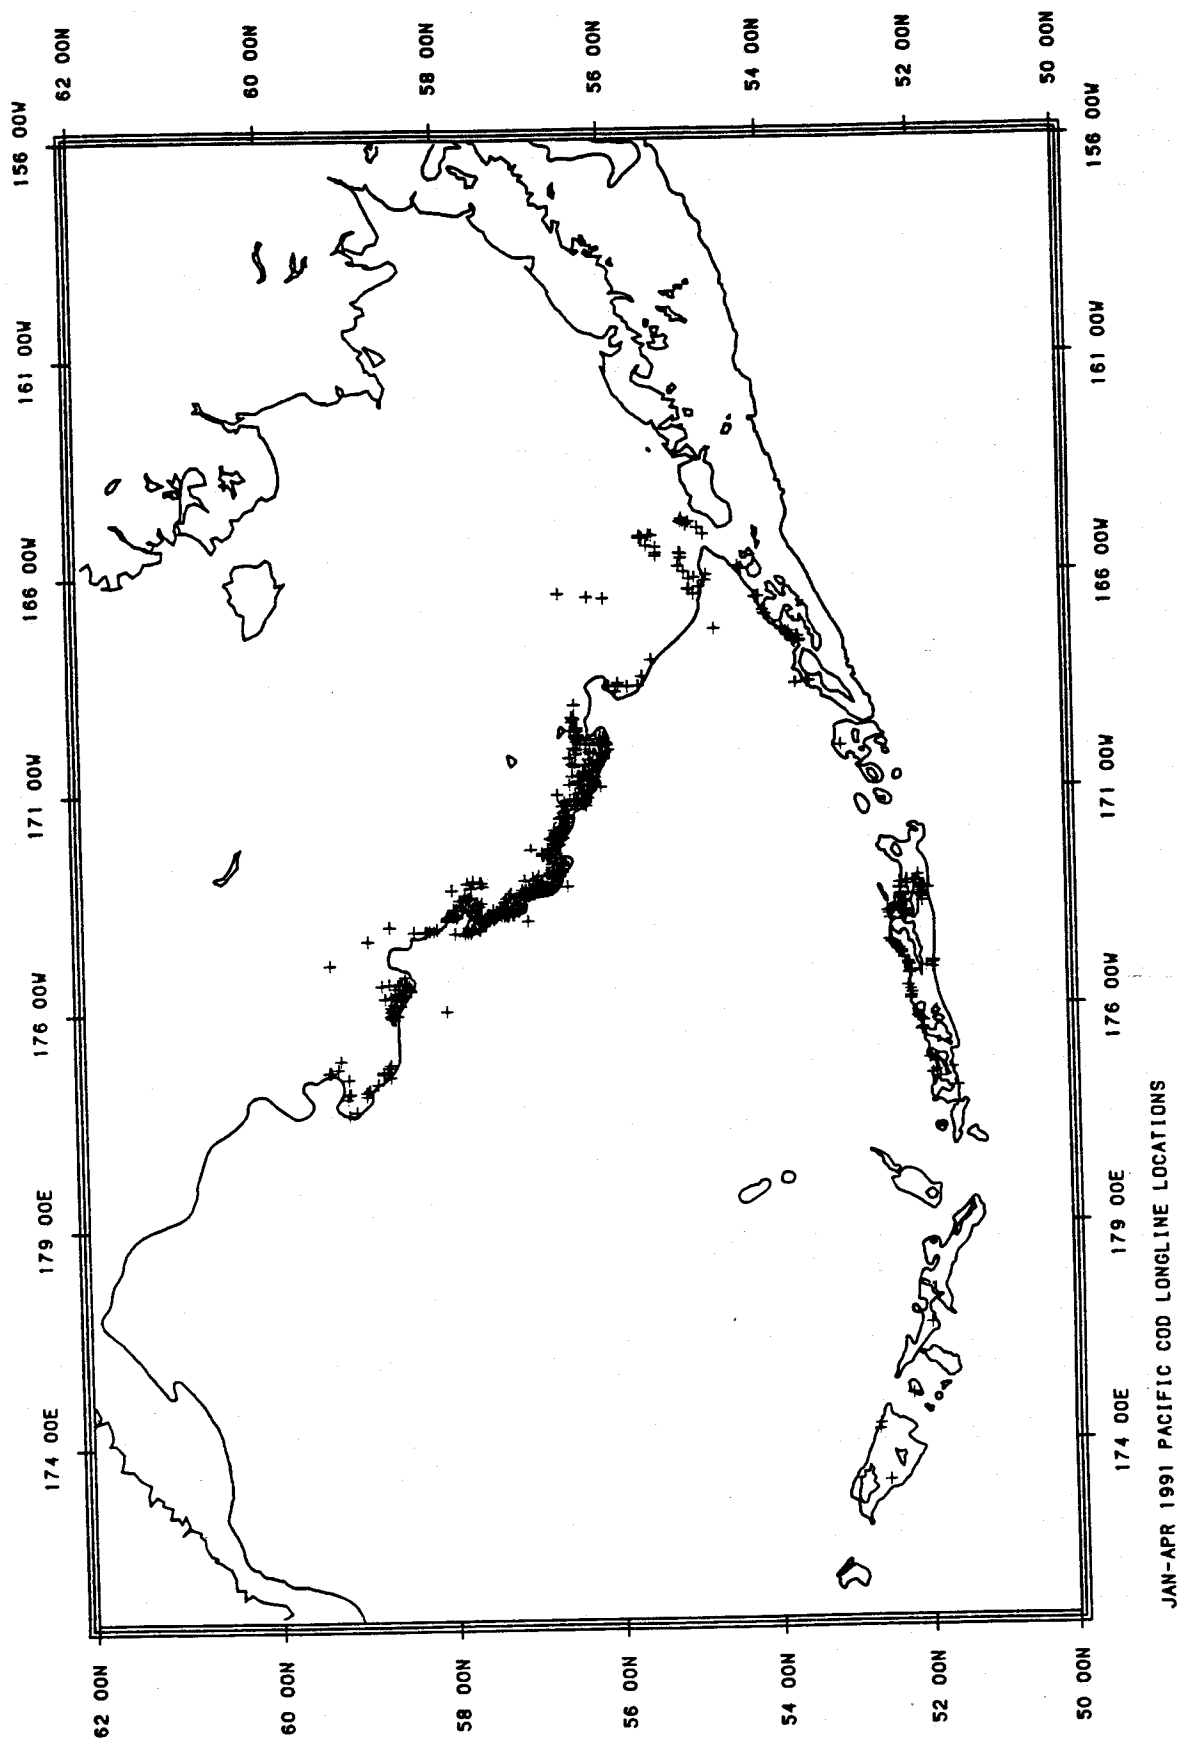 62 00N
60 00N
58 00N
56 00N
54 00N
52 00N
50 00N
156 00W
161 00W
166 00W
171 00W
176 00W
179 00E
174 00E
156 00W
161 00W
166 00W
171 00W
176 00W
179 00E
174 00E
62 00N
60 00N
58 00N
56 00N
54 00N
52 00N
50 00N
JAN-APR 1991 PACIFIC COD LONGLINE LOCATIONS